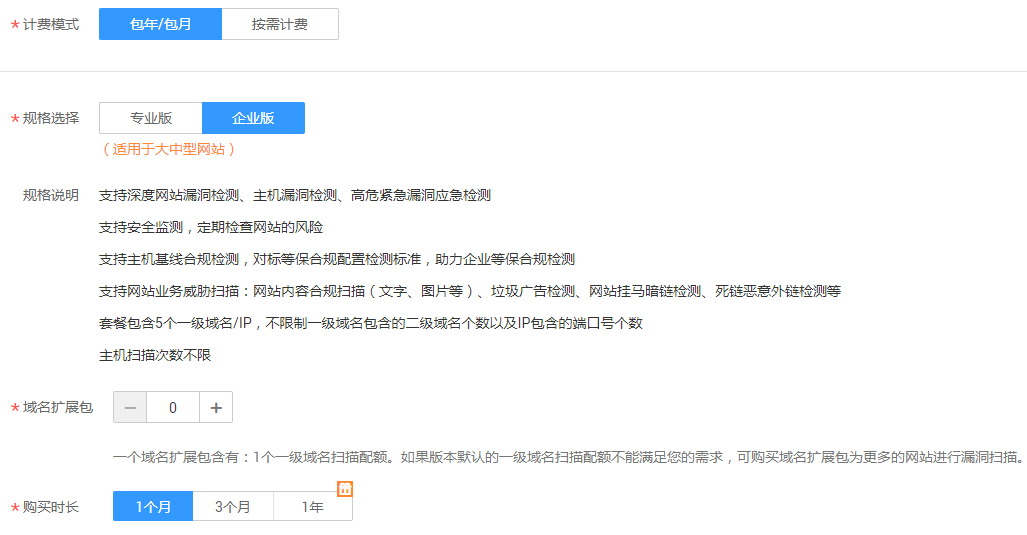 * 计费模式 包年/包月 按需计费
* 规格选择 专业版 企业版
（适用于大中型网站）
规格说明 支持深度网站漏洞检测、主机漏洞检测、高危紧急漏洞应急检测
支持安全监测，定期检查网站的风险
支持主机基线合规检测，对标等保合规配置检测标准，助力企业等保合规检测
支持网站业务威胁扫描：网站内容合规扫描（文字、图片等）、垃圾广告检测、网站挂马暗链检测、死链恶意外链检测等
套餐包含5个一级域名/IP，不限制一级域名包含的二级域名个数以及IP包含的端口号个数
主机扫描次数不限
* 域名扩展包 － 0 +
一个域名扩展包含有：1个一级域名扫描配额。如果版本默认的一级域名扫描配额不能满足您的需求，可购买域名扩展包为更多的网站进行漏洞扫描。
* 购买时长 1个月 3个月 1年